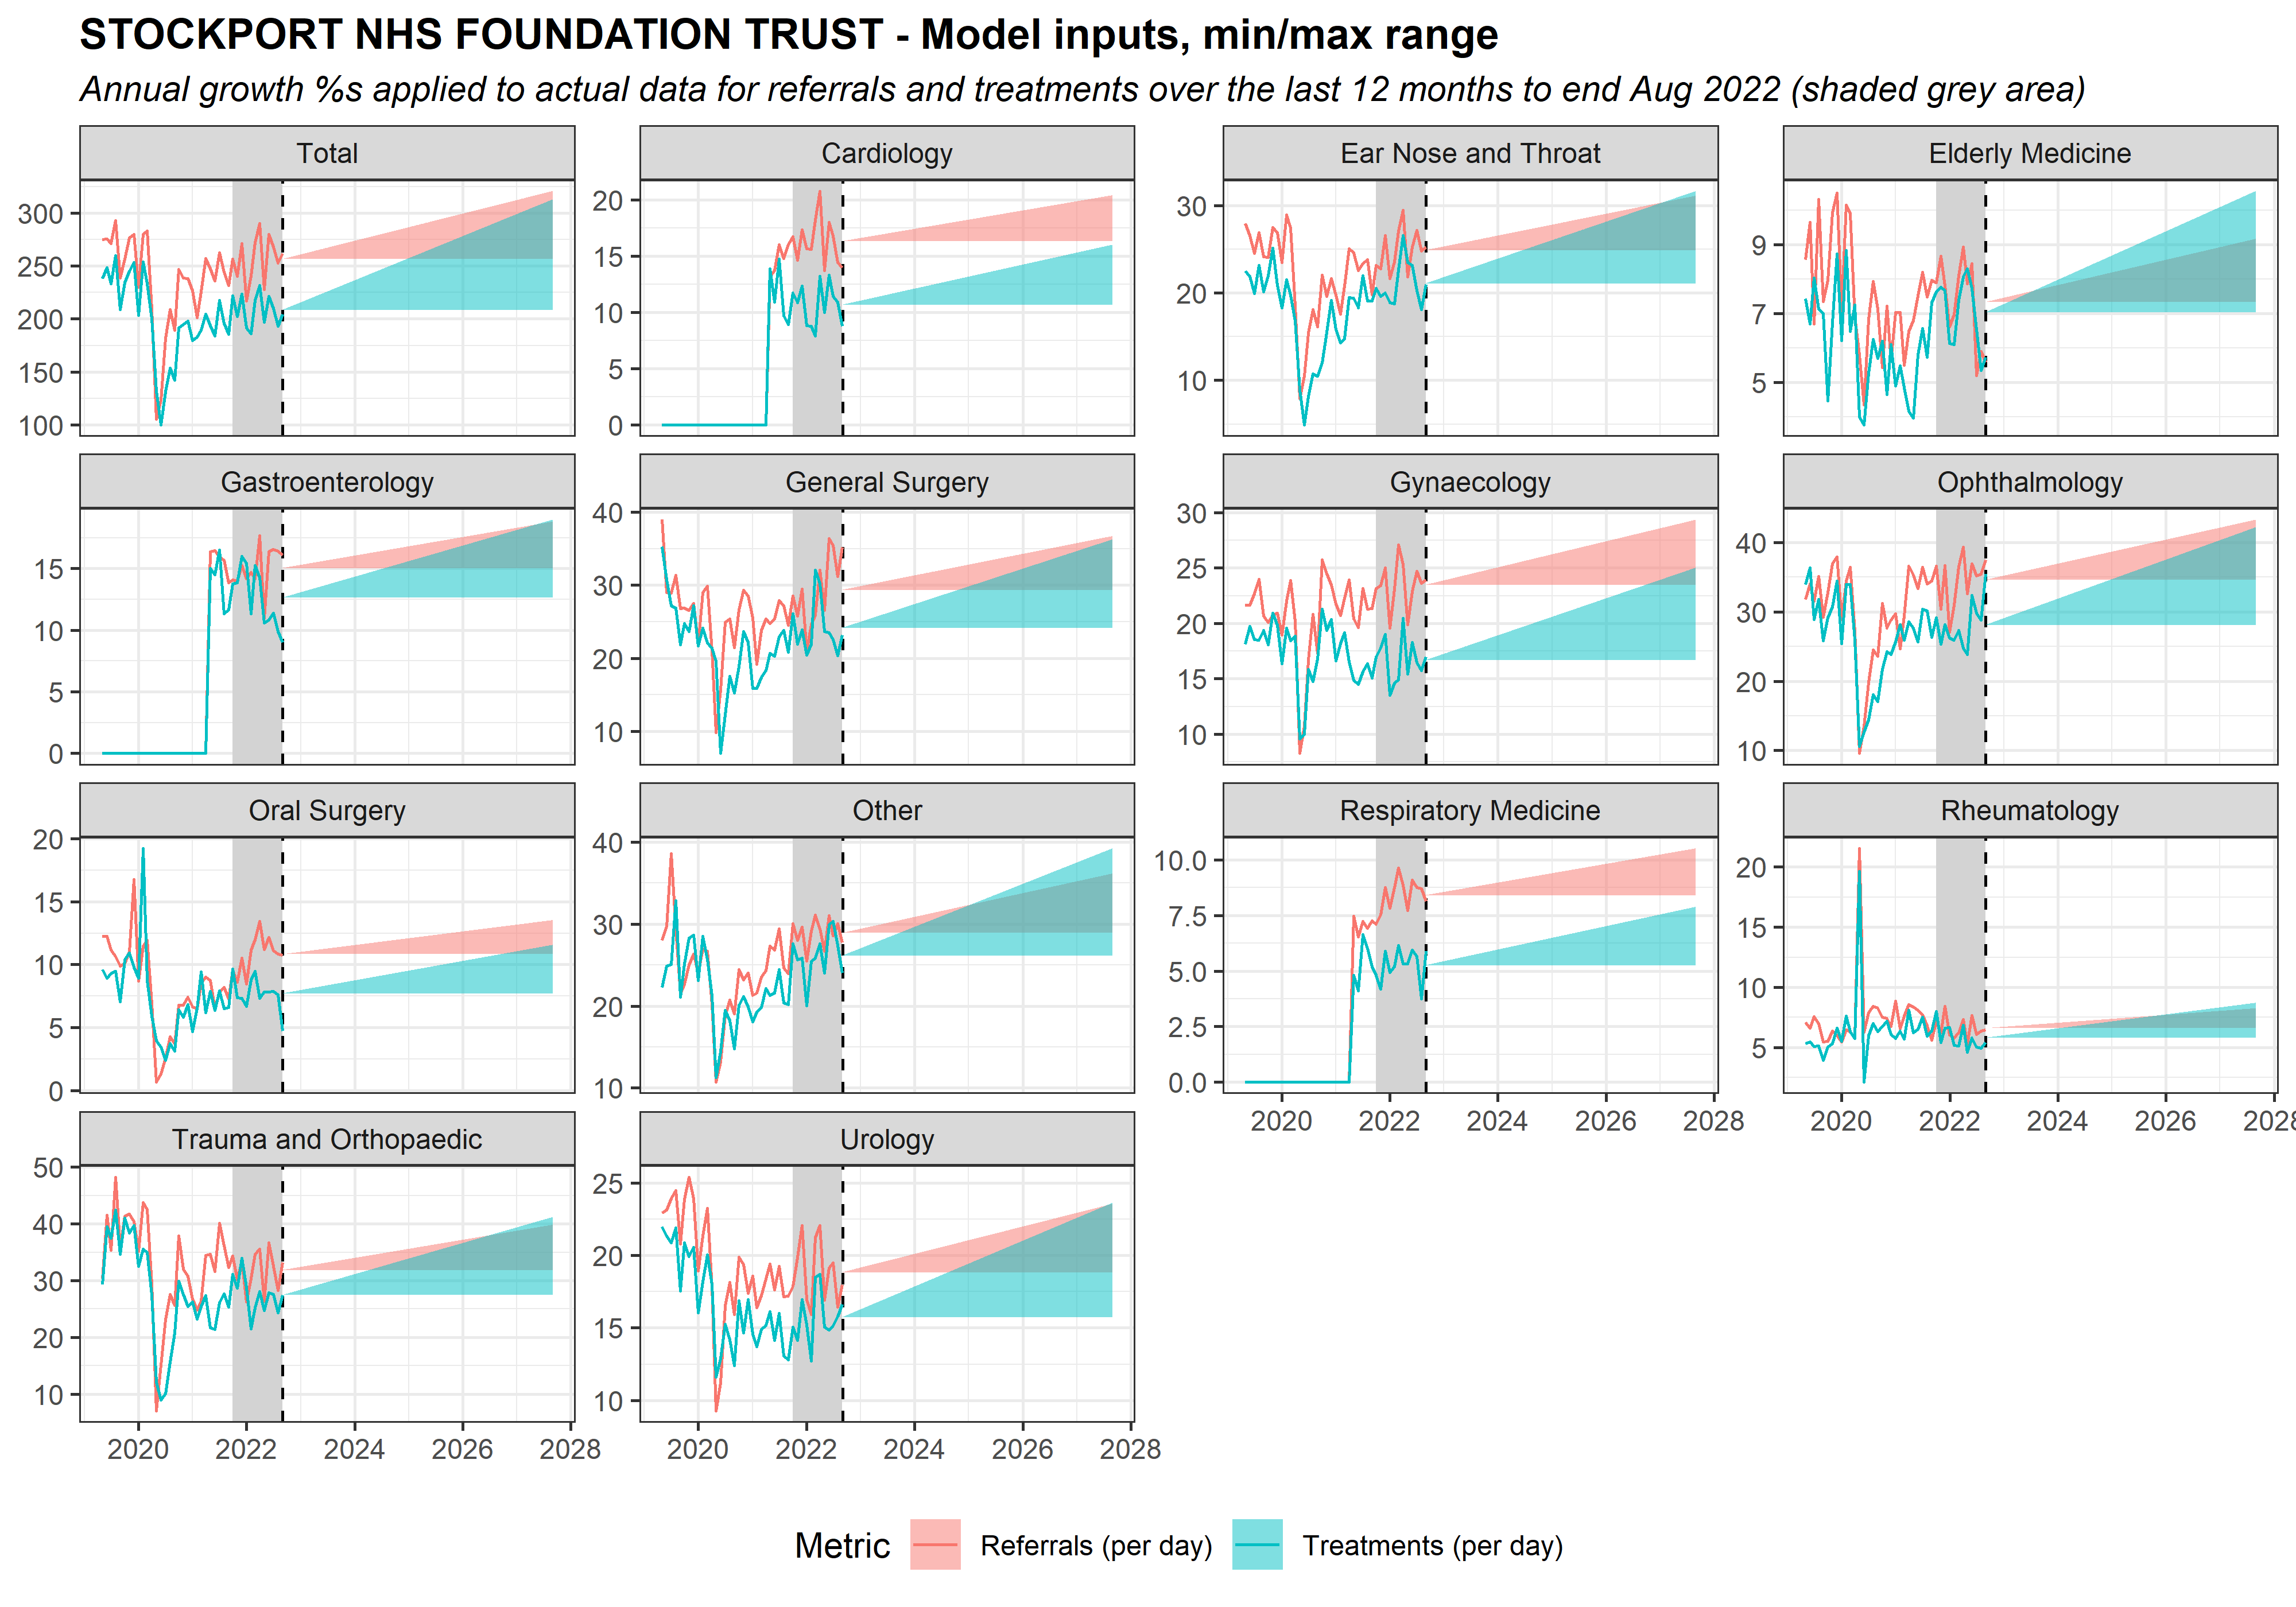 STOCKPORT NHS FOUNDATION TRUST - Model inputs, min/max range
Annual growth %s applied to actual data for referrals and treatments over the last 12 months to end Aug 2022 (shaded grey area)
Total
300
250
200
150
100
Cardiology
20
15
10
5
0
Ear Nose and Throat
30
20
10
Elderly Medicine
9
7
5
Gastroenterology
15
10
5
0
General Surgery
40
30
20
10
Gynaecology
30
25
20
15
10
Ophthalmology
40
30
20
10
Oral Surgery
20
15
10
5
0
Other
40
30
20
10
Respiratory Medicine
10.0
7.5
5.0
2.5
0.0
2020 2022 2024 2026 2028
Rheumatology
20
15
10
5
2020 2022 2024 2026 2028
Trauma and Orthopaedic
50
40
30
20
10
2020 2022 2024 2026 2028
Urology
25
20
15
10
2020 2022 2024 2026 2028
Metric Referrals (per day) Treatments (per day)